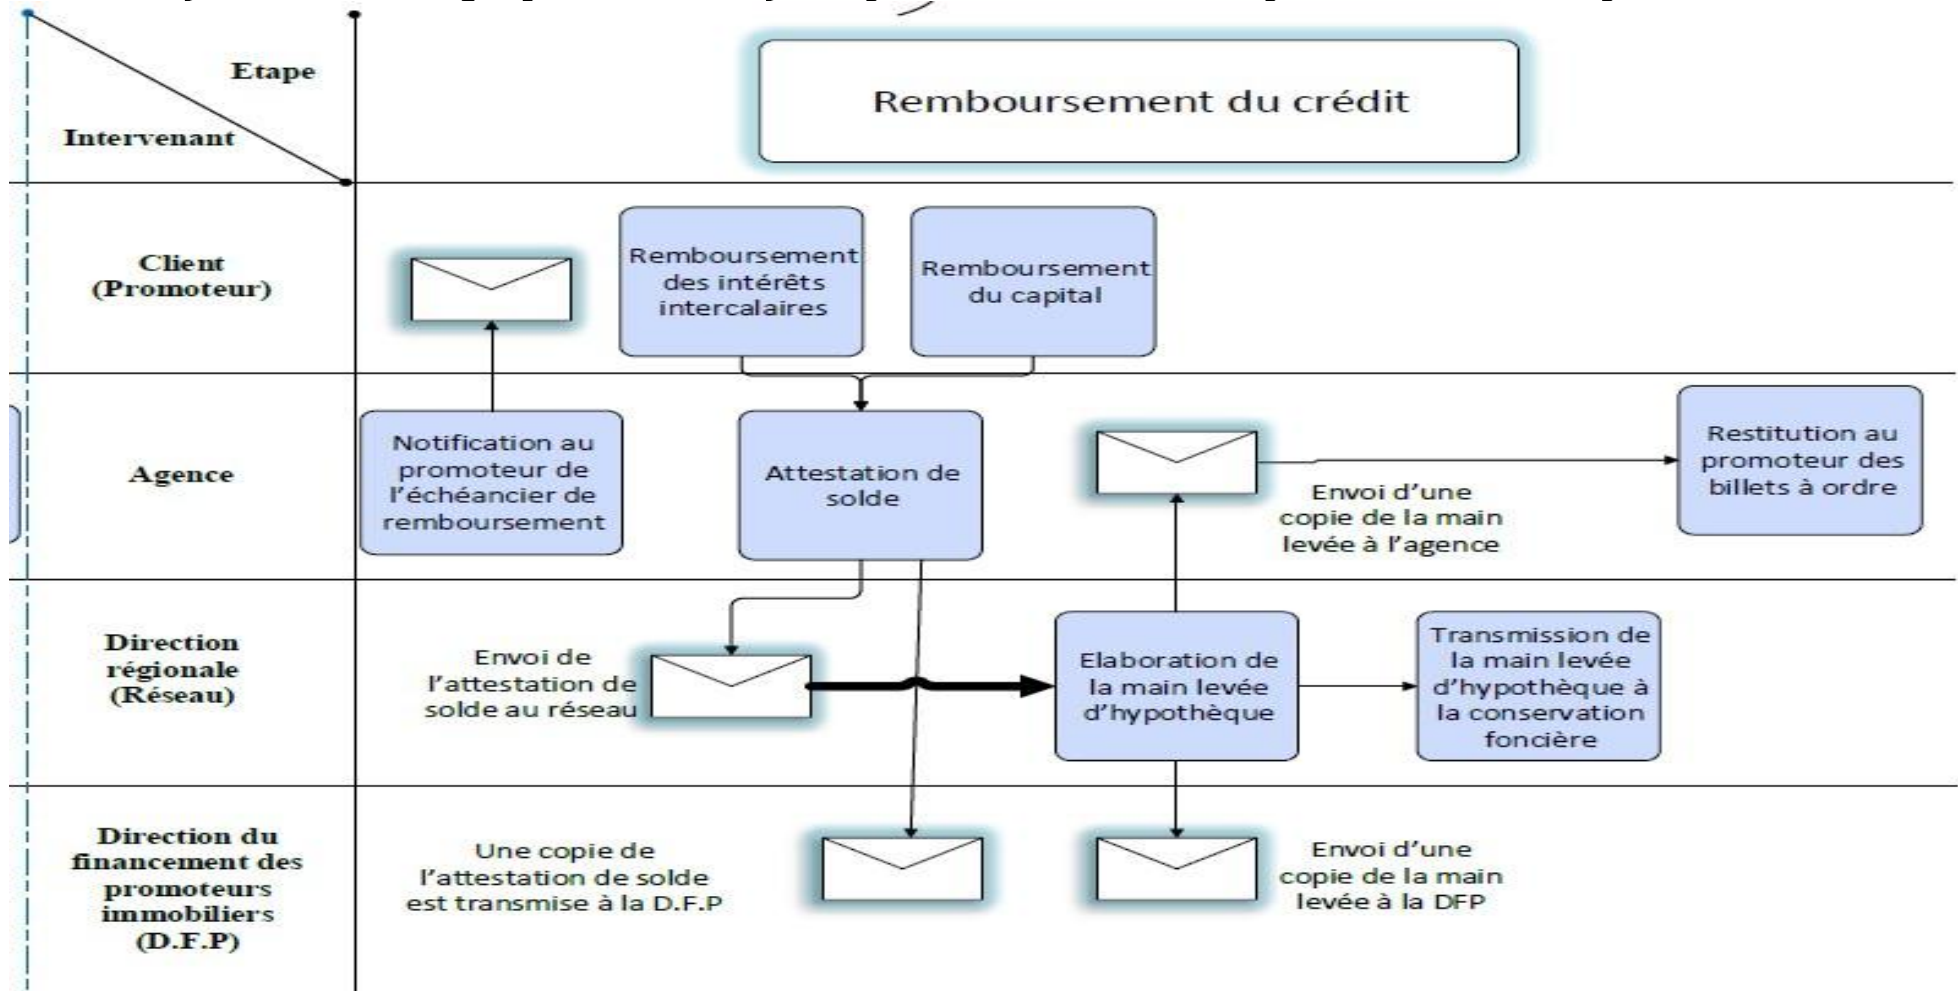 Etape
Intervenant
Remboursement du crédit
Client
(Promoteur)
Remboursement
des intérêts
intercalaires
Remboursement
du capital
Agence
Notification au
promoteur de
l'échéancier de
remboursement
Attestation de
solde
Envoi d'une
copie de la main
levée à l'agence
Restitution au
promoteur des
billets à ordre
Direction
régionale
(Réseau)
Envoi de
l'attestation de
solde au réseau
Elaboration de
la main levée
d'hypothèque
Transmission de
la main levée
d'hypothèque à
la conservation
foncière
Direction du
financement des
promoteurs
immobiliers
(D.F.P)
Une copie de
l'attestation de solde
est transmise à la D.F.P
Envoi d'une
copie de la main
levée à la DFP